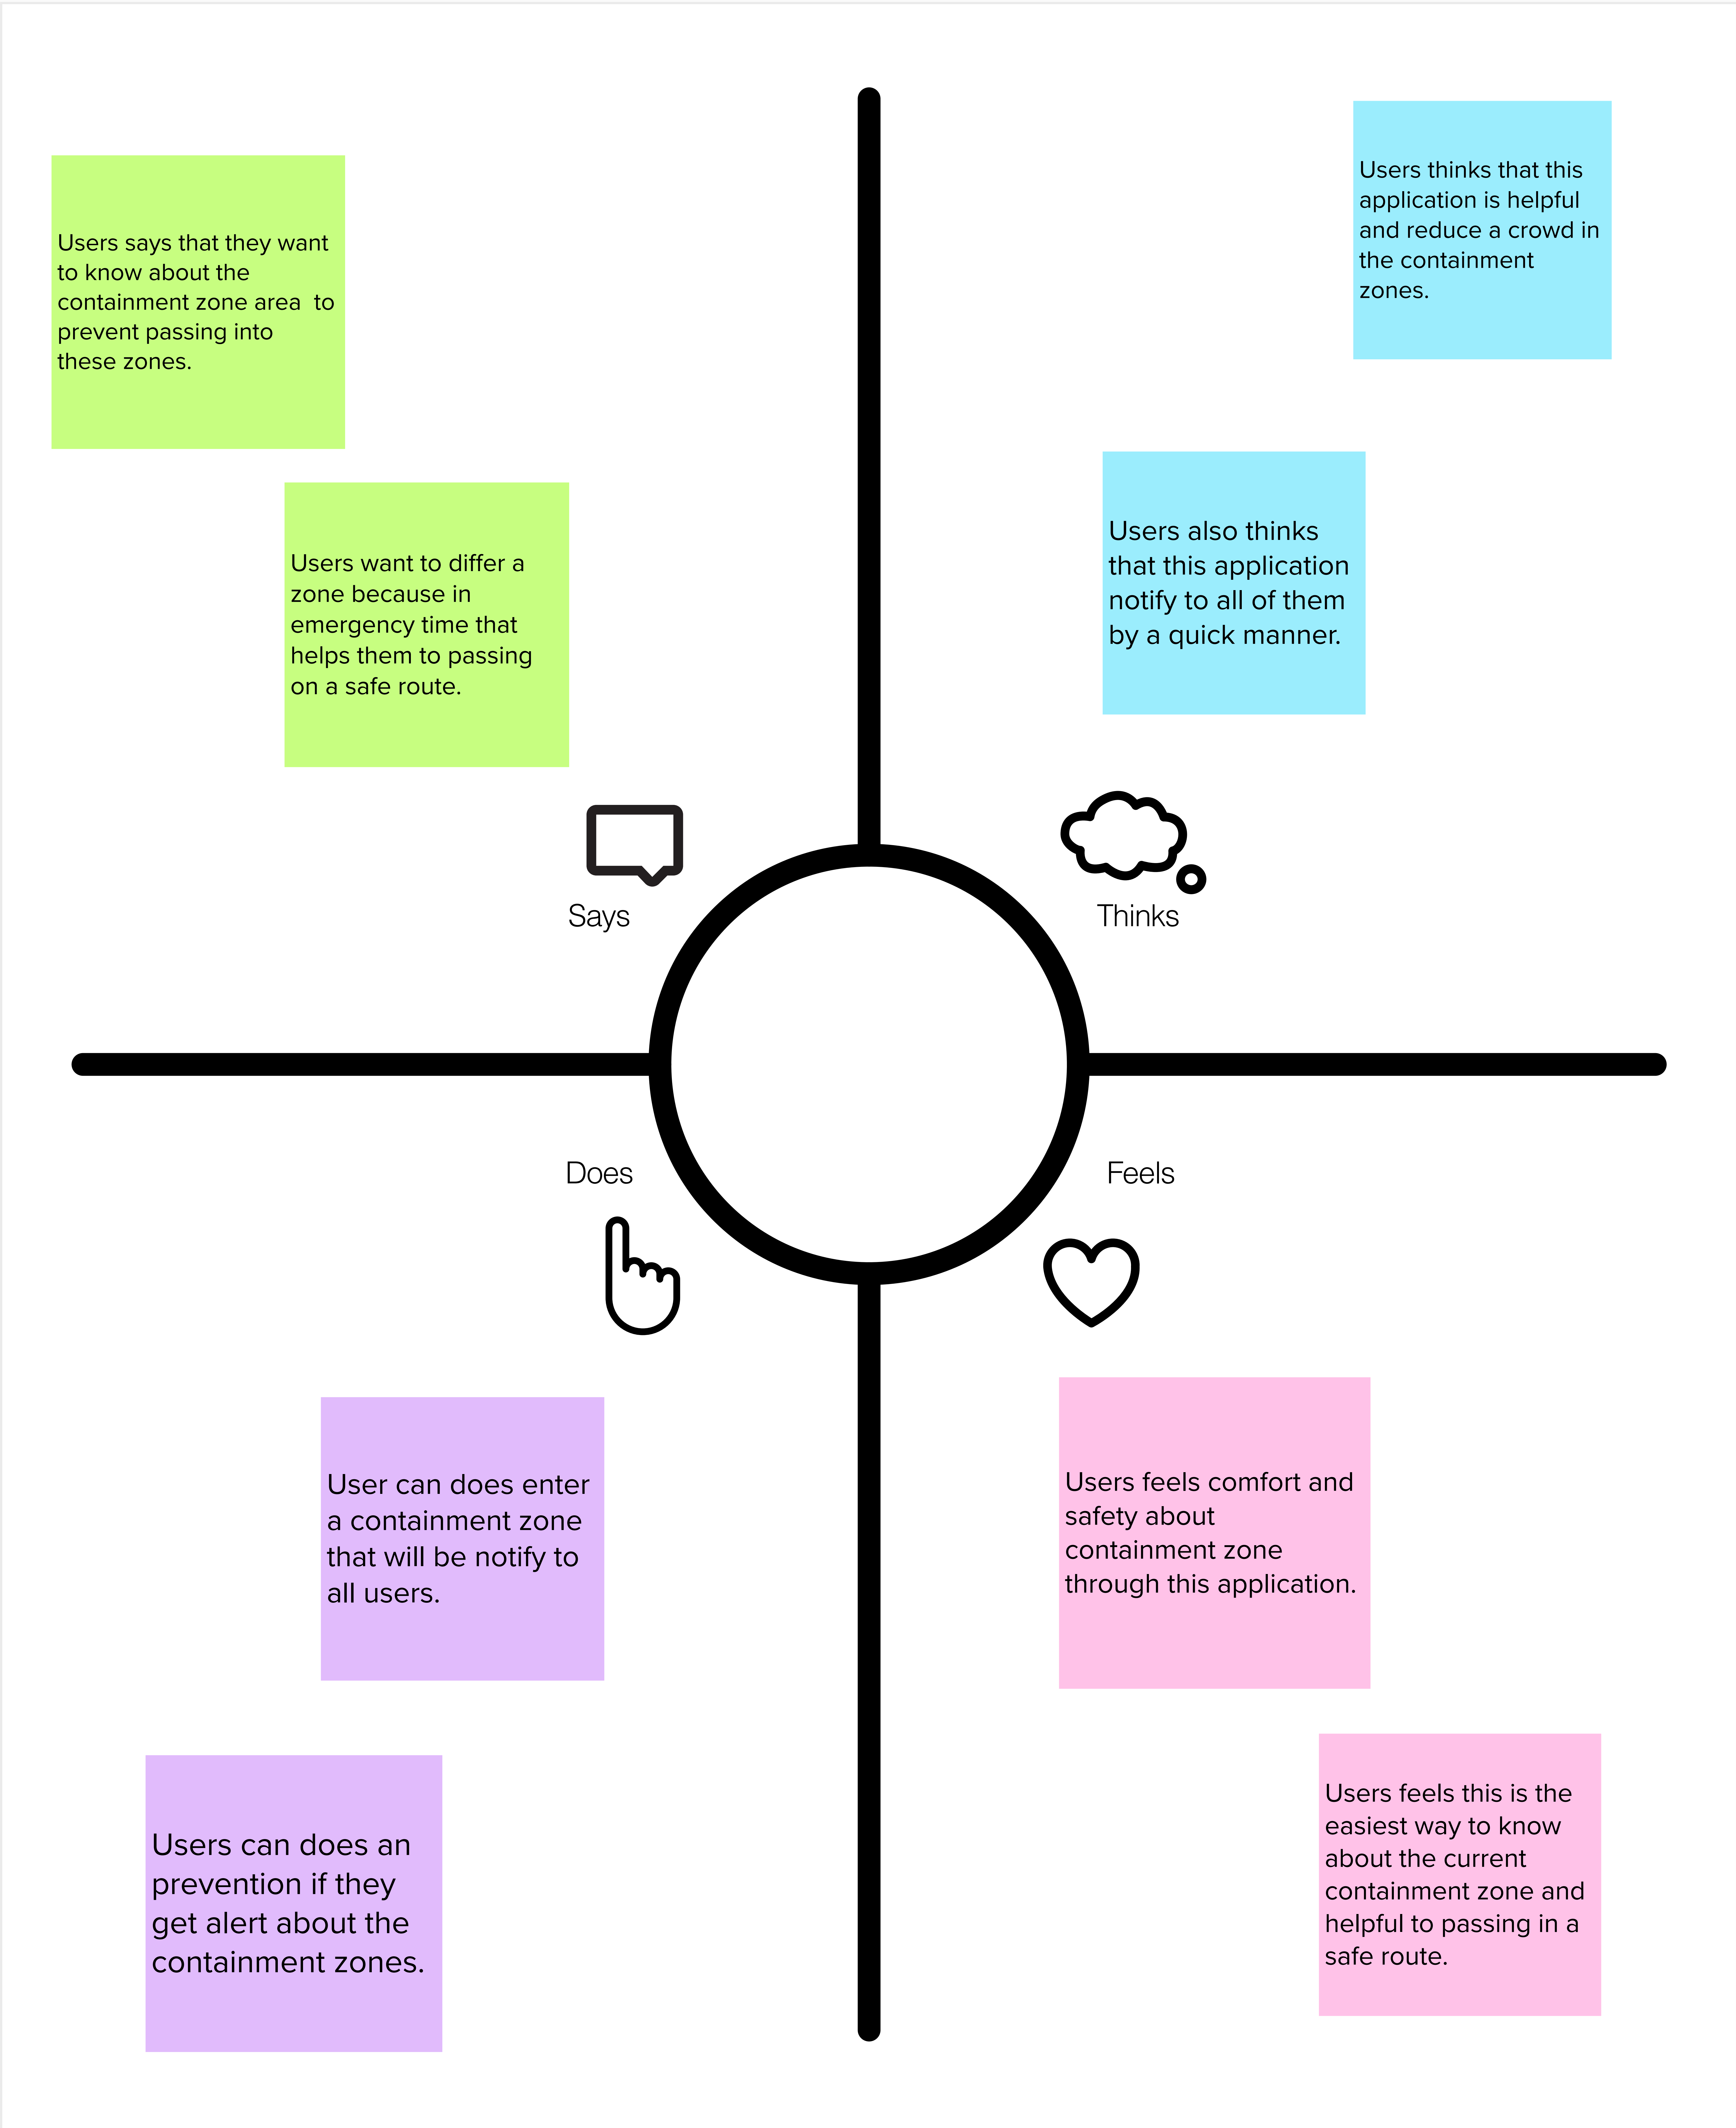 Users says that they want
to know about the
containment zone area  to
prevent passing into
these zones.
Users want to differ a
zone because in
emergency time that
helps them to passing
on a safe route.
Says
Users thinks that this
application is helpful
and reduce a crowd in
the containment
zones.
Users also thinks
that this application
notify to all of them
by a quick manner.
Thinks
Does
User can does enter
a containment zone
that will be notify to
all users.
Users can does an
prevention if they
get alert about the
containment zones.
Feels
Users feels comfort and
safety about
containment zone
through this application.
Users feels this is the
easiest way to know
about the current
containment zone and
helpful to passing in a
safe route.